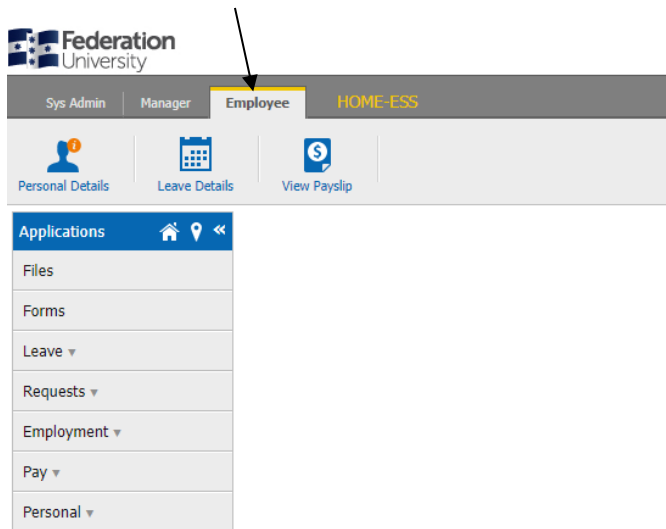 Federation
University
Sys Admin Manager Employee HOME-ESS
Personal Details Leave Details View Payslip
Applications
Files
Forms
Leave
Requests
Employment
Pay
Personal